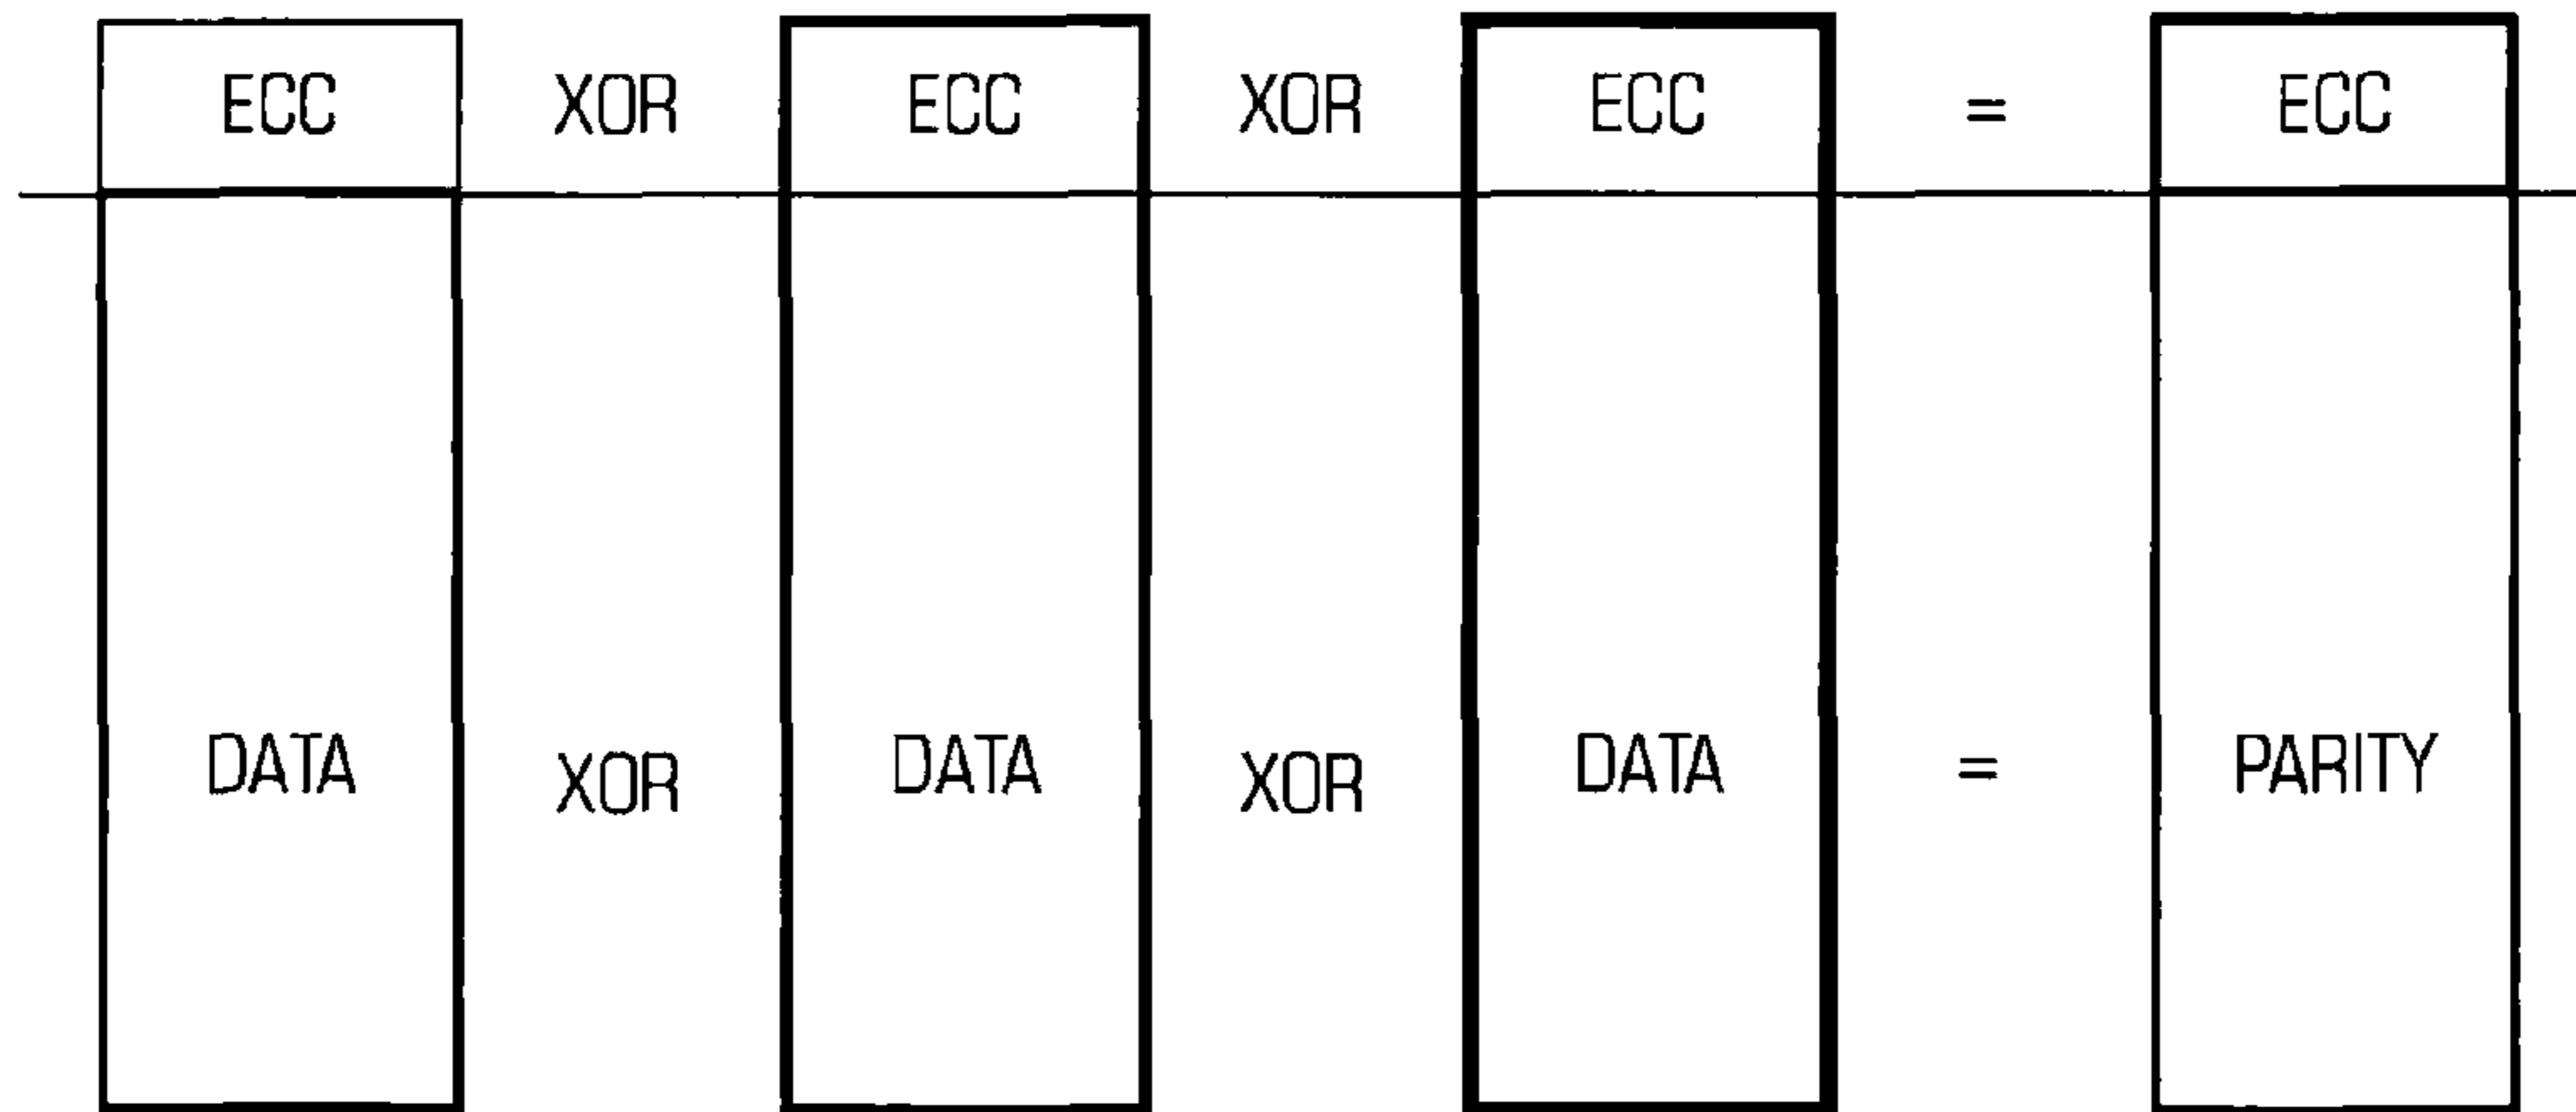 ECC XOR ECC XOR ECC = ECC
DATA XOR DATA XOR DATA = PARITY